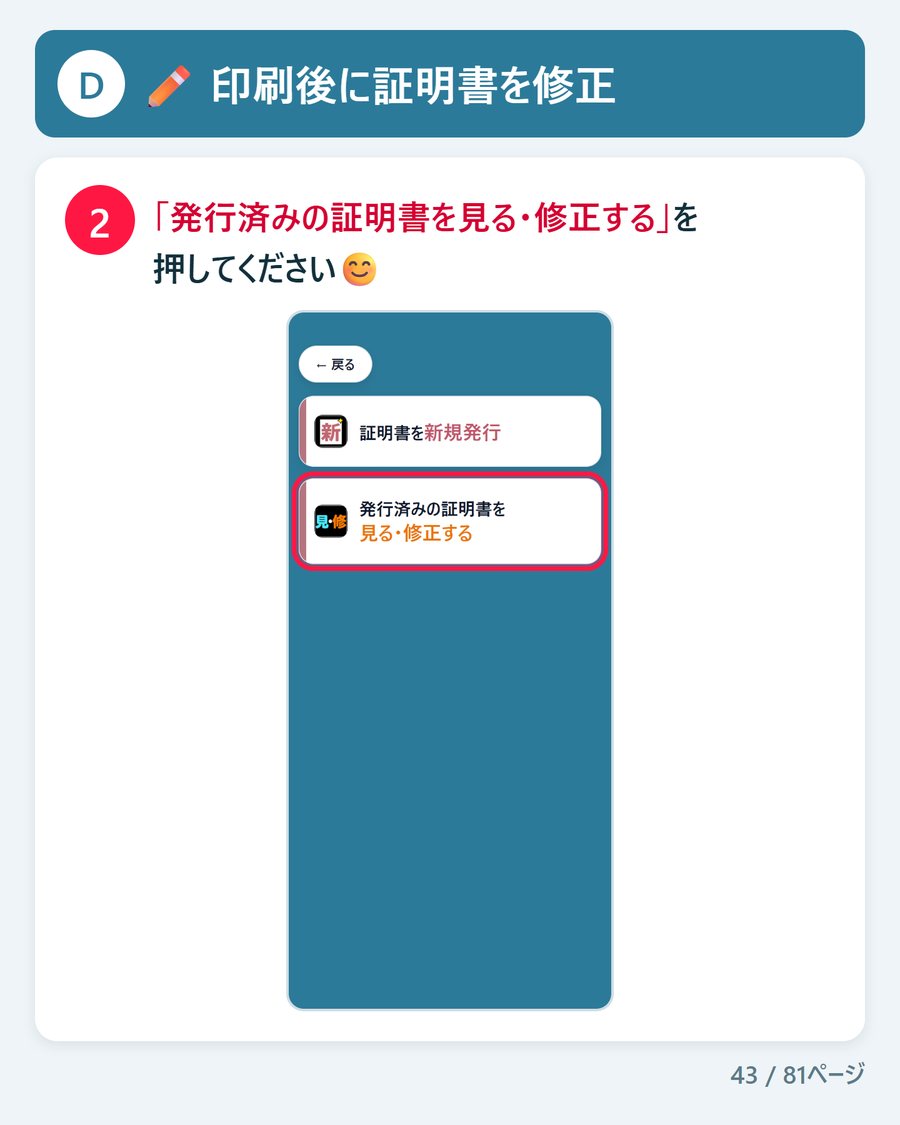 D 印刷後に証明書を修正
2 「発行済みの証明書を見る・修正する」を
押してください
← 戻る
新 証明書を新規発行
発行済みの証明書を
見・修 見る・修正する
43 / 81ページ